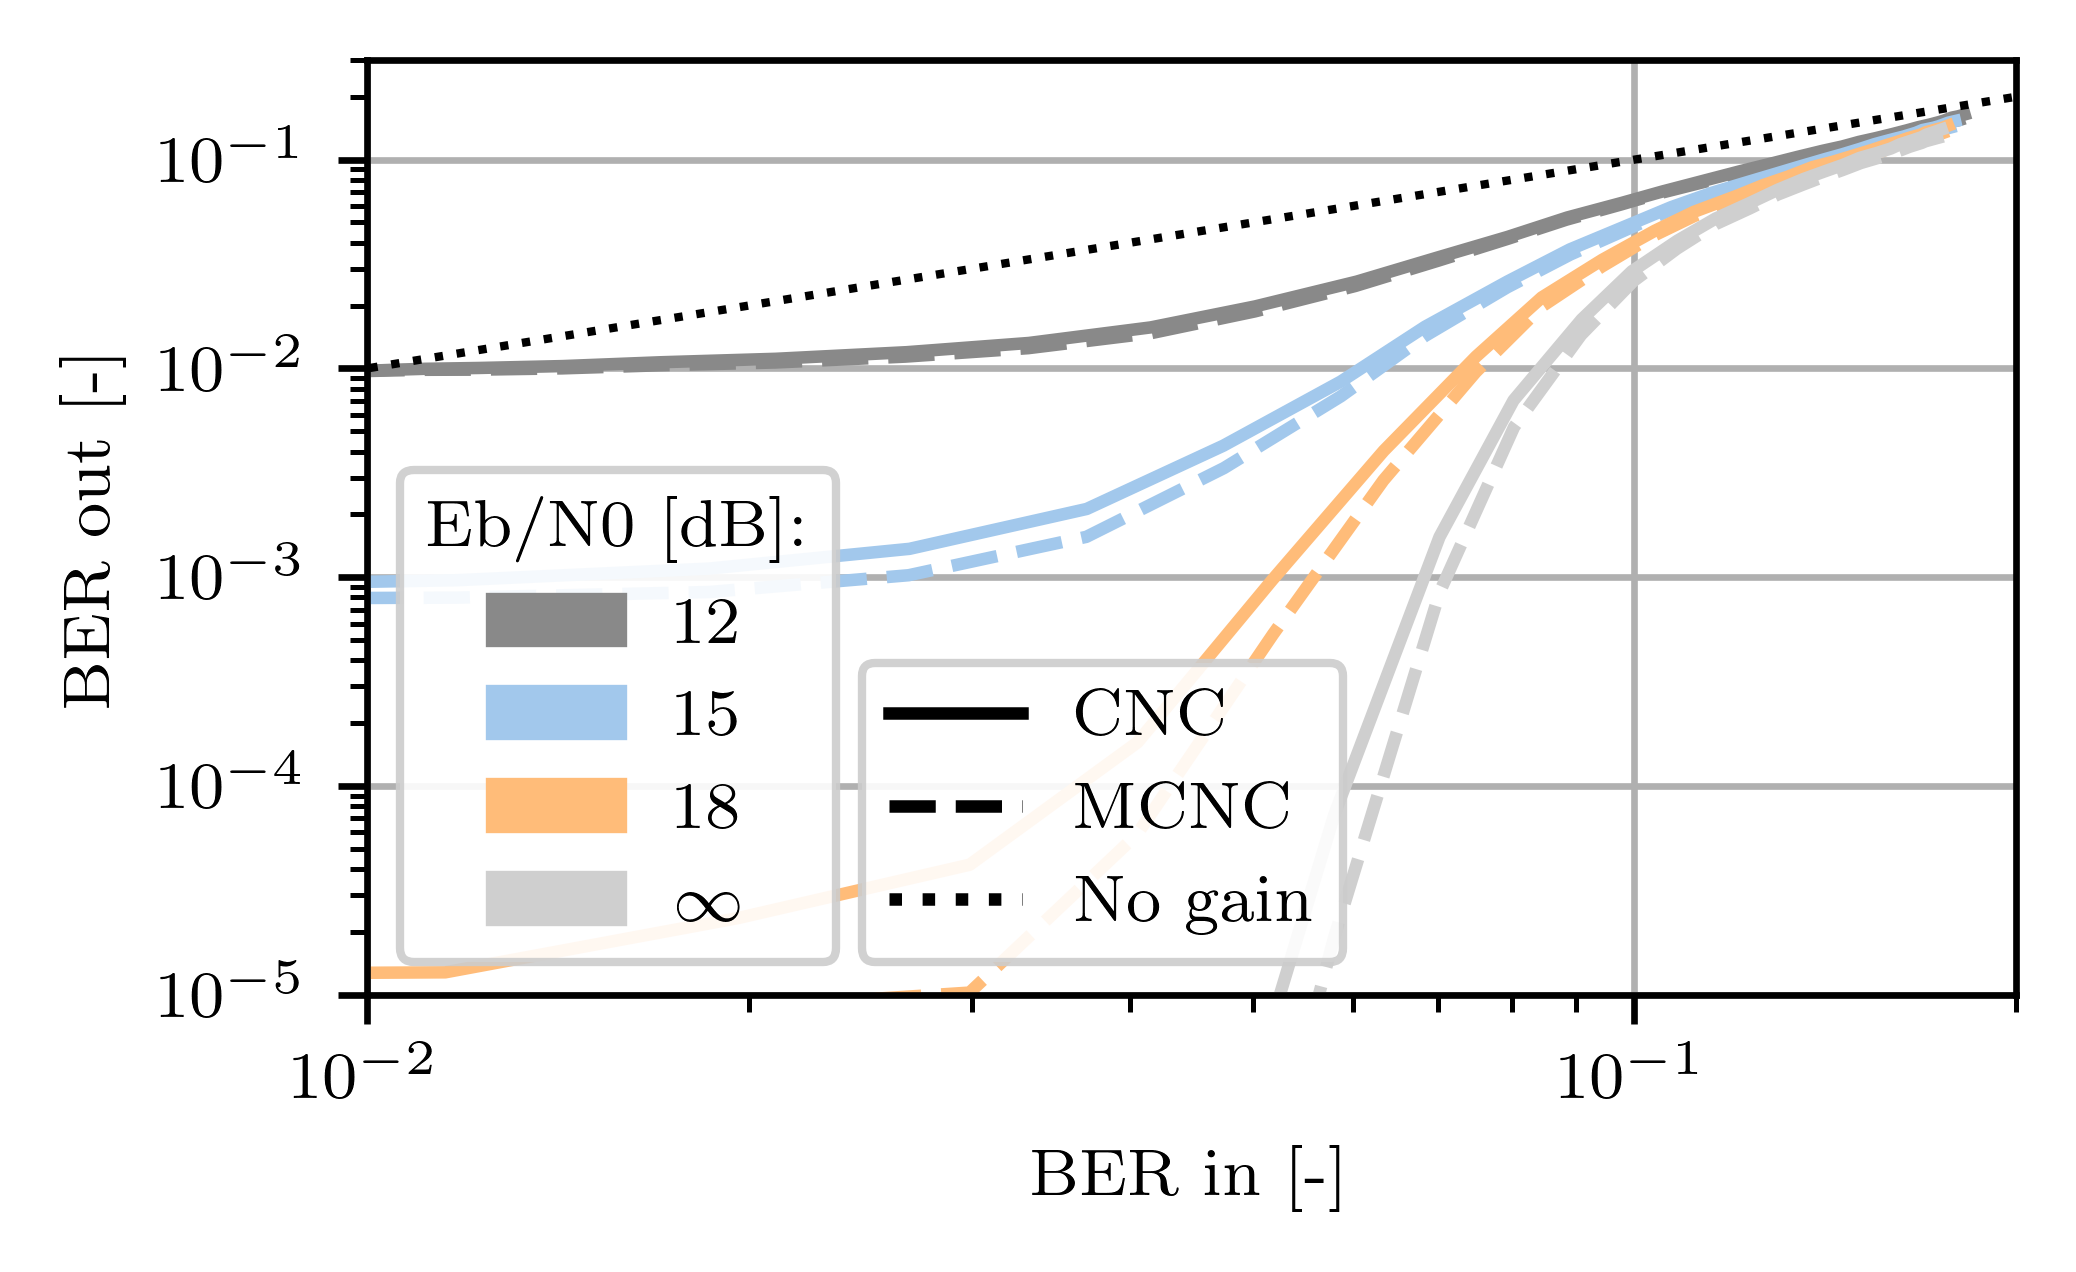 BER out [-]
10⁻¹
10⁻²
10⁻³
10⁻⁴
10⁻⁵
Eb/N0 [dB]:
12
15
18
∞
CNC
MCNC
No gain
10⁻²
10⁻¹
BER in [-]